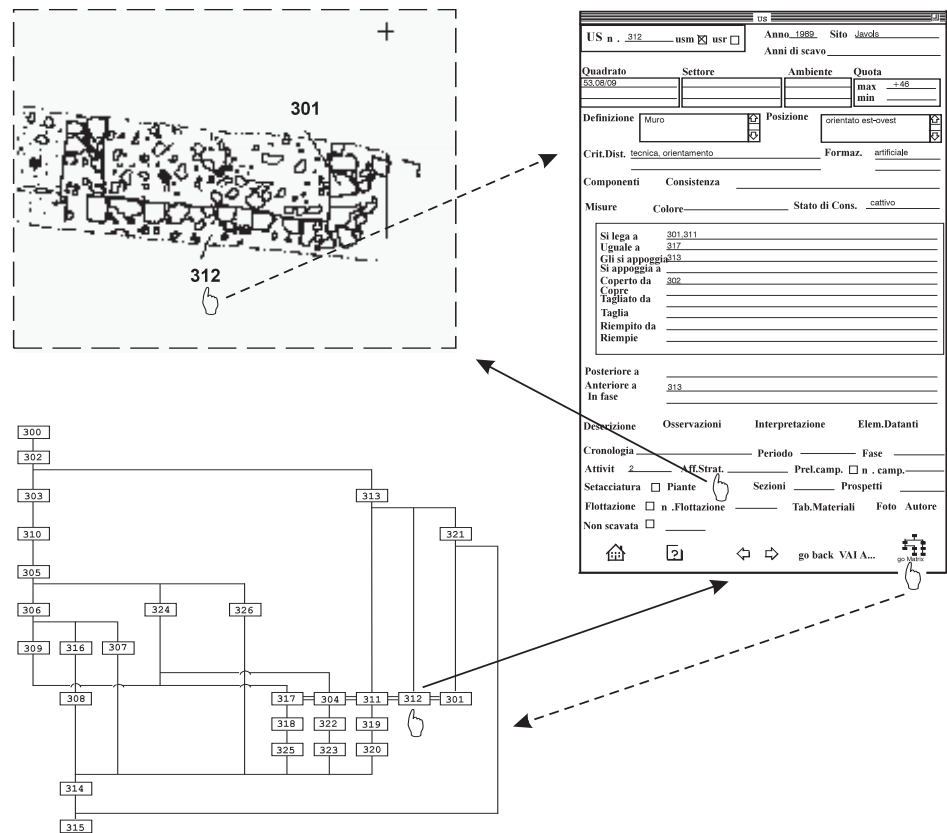 301
312
us
US n . 312 usm usr Anno 1989 Sito Javols
Anni di scavo
Quadrato Settore Ambiente Quota
53,08/09 max +46
min
Definizione Muro Posizione orientato est-ovest
Crit.Dist. tecnica, orientamento Formaz. artificiale
Componenti Consistenza
Misure Colore Stato di Cons. cattivo
Si lega a 301,311
Uguale a 317
Gli si appoggia 313
Si appoggia a
Coperto da 302
Copre
Tagliato da
Taglia
Riempito da
Riempie
Posteriore a
Anteriore a 313
In fase
Descrizione Osservazioni Interpretazione Elem.Datanti
Cronologia Periodo Fase
Attivit 2 Aff.Strat. Prel.camp. n . camp.
Setacciatura Piante Sezioni Prospetti
Flottazione n .Flottazione Tab.Materiali Foto Autore
Non scavata
? go back VAI A... go Matrix
300
302
303 313
310 321
305
306 324 326
309 316 307
308 317 304 311 312 301
318 322 319
325 323 320
314
315